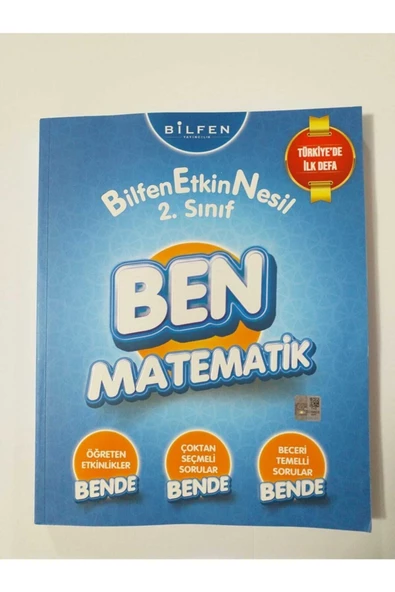 BİLFEN
YAYINCILIK
TÜRKİYE'DE
İLK DEFA
BilfenEtkinNesil
2. Sınıf
BEN
MATEMATİK
ÖĞRETEN
ETKİNLİKLER
BENDE
ÇOKTAN
SEÇMELİ
SORULAR
BENDE
BECERİ
TEMELLİ
SORULAR
BENDE